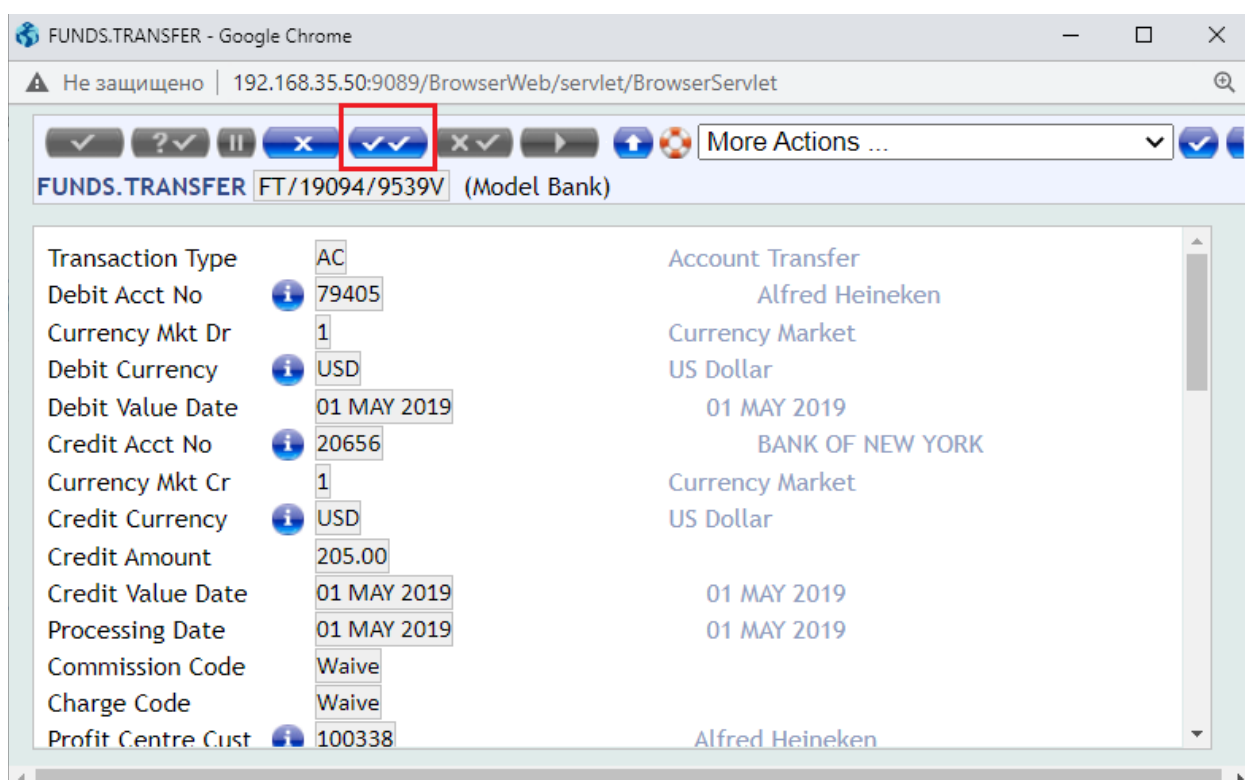 FUNDS.TRANSFER - Google Chrome
Не защищено | 192.168.35.50:9089/BrowserWeb/servlet/BrowserServlet
More Actions ...
FUNDS.TRANSFER FT/19094/9539V (Model Bank)
Transaction Type AC Account Transfer
Debit Acct No 79405 Alfred Heineken
Currency Mkt Dr 1 Currency Market
Debit Currency USD US Dollar
Debit Value Date 01 MAY 2019 01 MAY 2019
Credit Acct No 20656 BANK OF NEW YORK
Currency Mkt Cr 1 Currency Market
Credit Currency USD US Dollar
Credit Amount 205.00
Credit Value Date 01 MAY 2019 01 MAY 2019
Processing Date 01 MAY 2019 01 MAY 2019
Commission Code Waive
Charge Code Waive
Profit Centre Cust 100338 Alfred Heineken